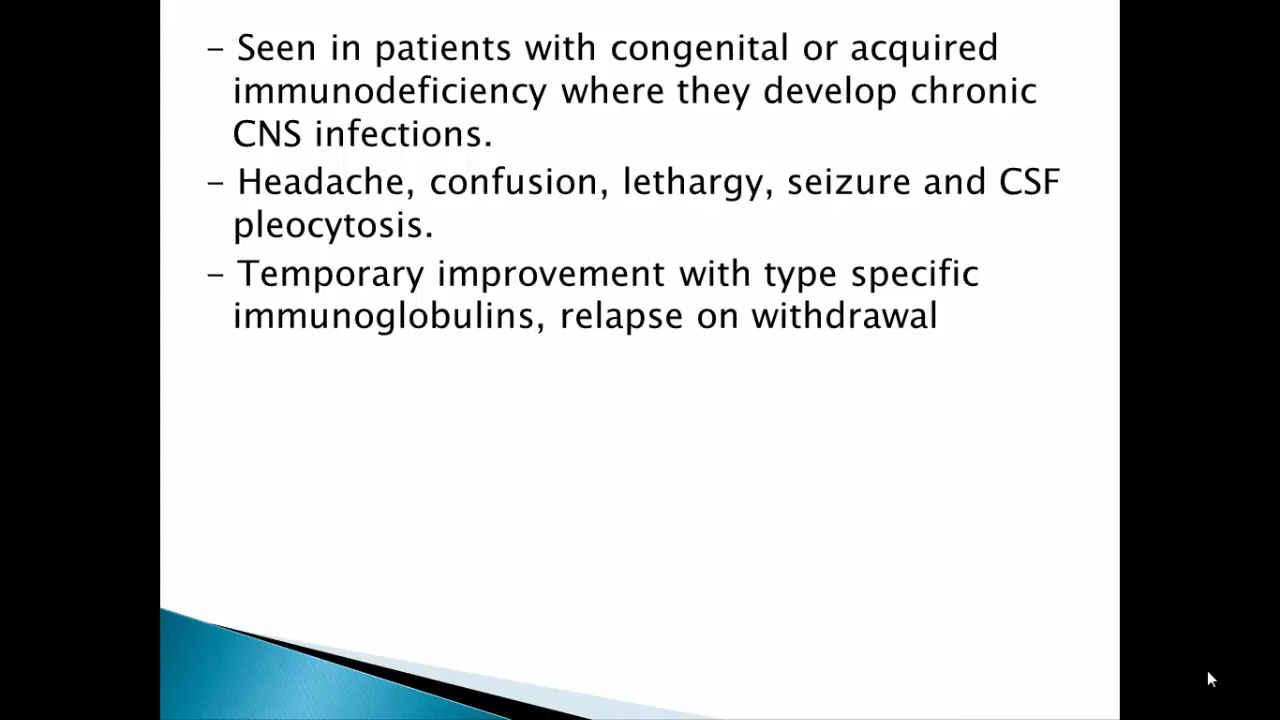 – Seen in patients with congenital or acquired
immunodeficiency where they develop chronic
CNS infections.
– Headache, confusion, lethargy, seizure and CSF
pleocytosis.
– Temporary improvement with type specific
immunoglobulins, relapse on withdrawal